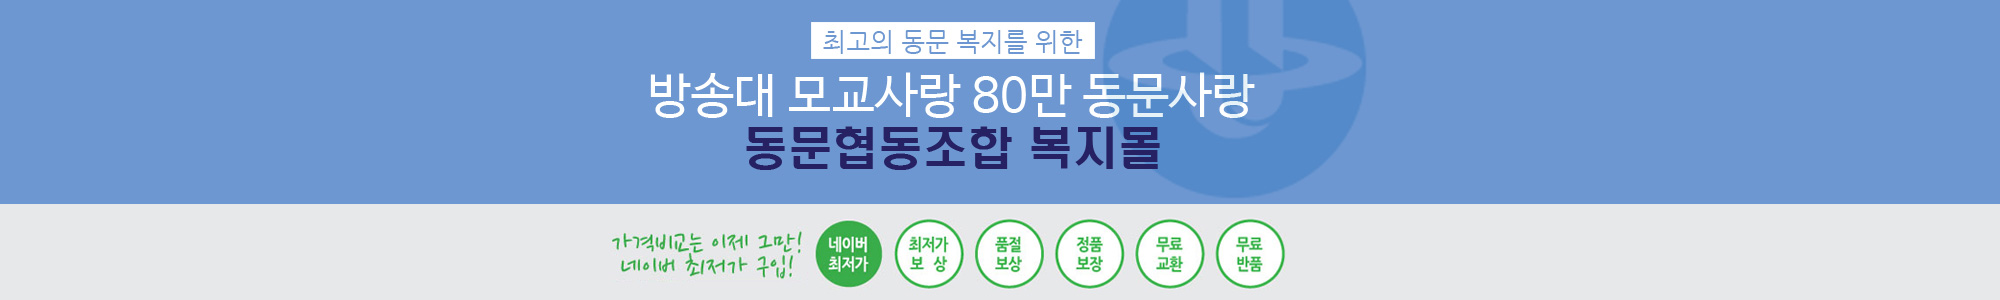 최고의 동문 복지를 위한
방송대 모교사랑 80만 동문사랑
동문협동조합 복지몰
가격비교는 이제 그만!
네이버 최저가 구입!
네이버
최저가
최저가
보 상
품절
보상
정품
보장
무료
교환
무료
반품